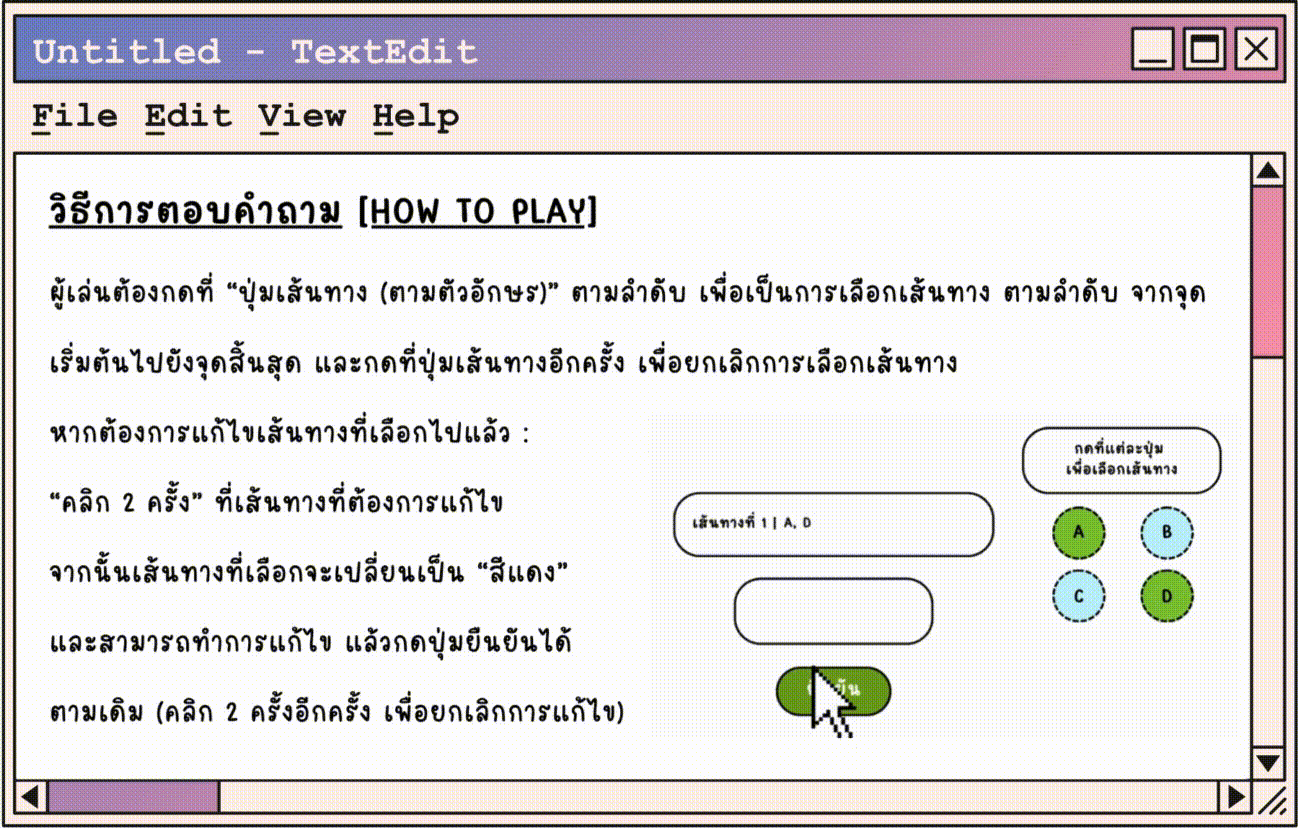 Untitled - TextEdit
File Edit View Help
วิธีการตอบคำถาม [HOW TO PLAY]
ผู้เล่นต้องกดที่ “ปุ่มเส้นทาง (ตามตัวอักษร)” ตามลำดับ เพื่อเป็นการเลือกเส้นทาง ตามลำดับ จากจุด
เริ่มต้นไปยังจุดสิ้นสุด และกดที่ปุ่มเส้นทางอีกครั้ง เพื่อยกเลิกการเลือกเส้นทาง
หากต้องการแก้ไขเส้นทางที่เลือกไปแล้ว :
“คลิก 2 ครั้ง” ที่เส้นทางที่ต้องการแก้ไข
จากนั้นเส้นทางที่เลือกจะเปลี่ยนเป็น “สีแดง”
และสามารถทำการแก้ไข แล้วกดปุ่มยืนยันได้
ตามเดิม (คลิก 2 ครั้งอีกครั้ง เพื่อยกเลิกการแก้ไข)
กดที่แต่ละปุ่ม
เพื่อเลือกเส้นทาง
เส้นทางที่ 1 | A, D
A B
C D